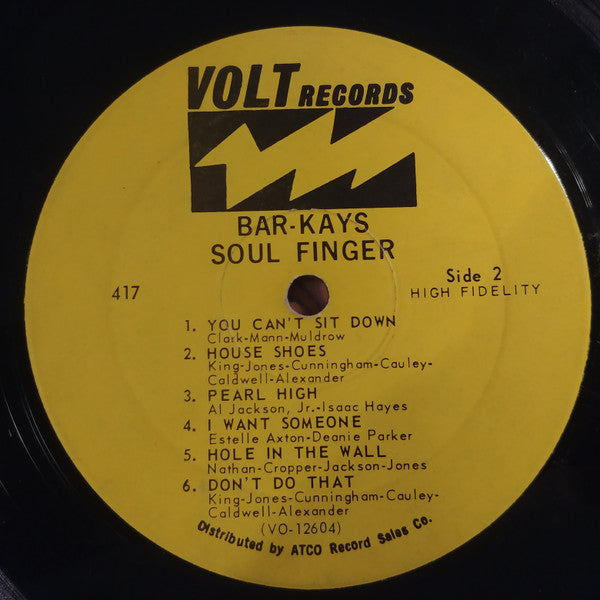 VOLT RECORDS
BAR-KAYS
SOUL FINGER
417
Side 2
HIGH FIDELITY
1. YOU CAN'T SIT DOWN
Clark-Mann-Muldrow
2. HOUSE SHOES
King-Jones-Cunningham-Cauley-
Caldwell-Alexander
3. PEARL HIGH
Al Jackson, Jr.-Isaac Hayes
4. I WANT SOMEONE
Estelle Axton-Deanie Parker
5. HOLE IN THE WALL
Nathan-Cropper-Jackson-Jones
6. DON'T DO THAT
King-Jones-Cunningham-Cauley-
Caldwell-Alexander
(VO-12604)
Distributed by ATCO Record Sales Co.